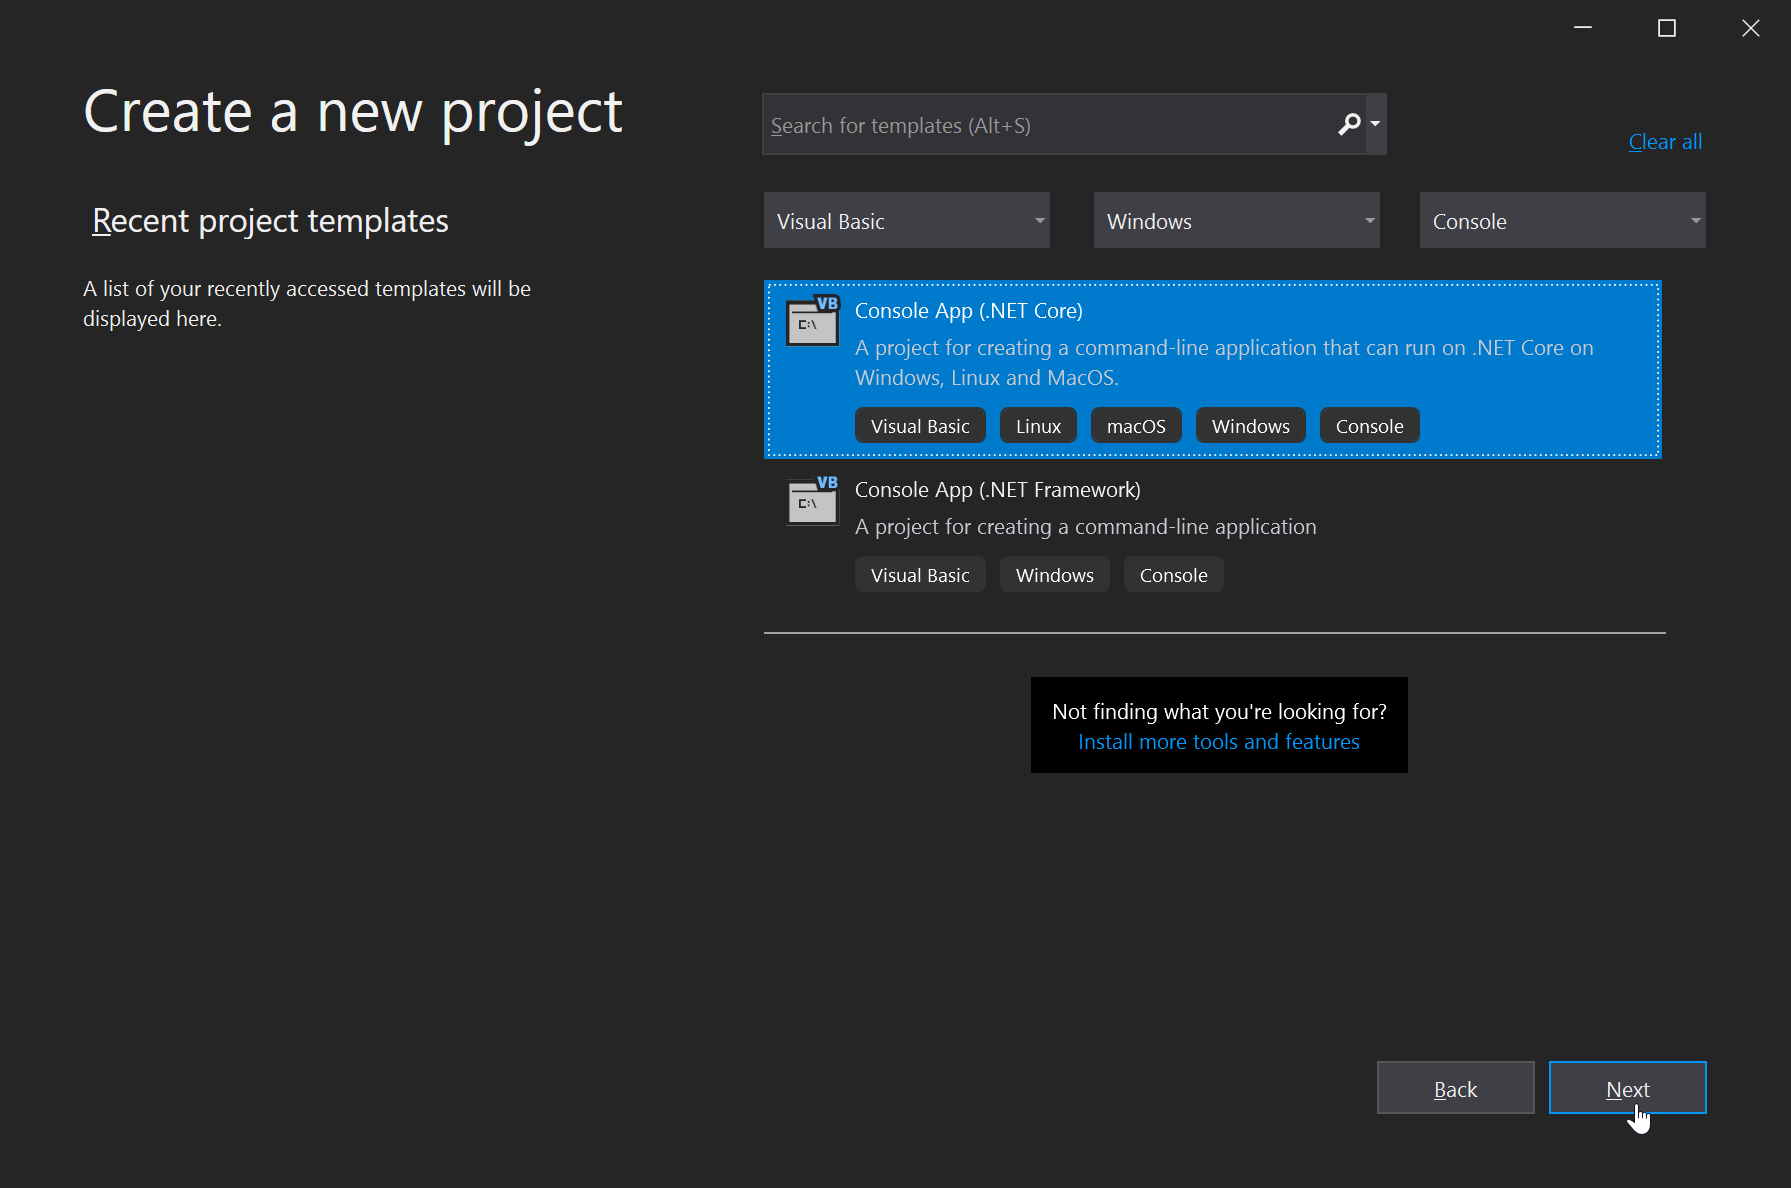 Create a new project
Search for templates (Alt+S)
Clear all
Recent project templates
A list of your recently accessed templates will be
displayed here.
Visual Basic
Windows
Console
VB
C:\
Console App (.NET Core)
A project for creating a command-line application that can run on .NET Core on
Windows, Linux and MacOS.
Visual Basic
Linux
macOS
Windows
Console
VB
C:\
Console App (.NET Framework)
A project for creating a command-line application
Visual Basic
Windows
Console
Not finding what you're looking for?
Install more tools and features
Back
Next